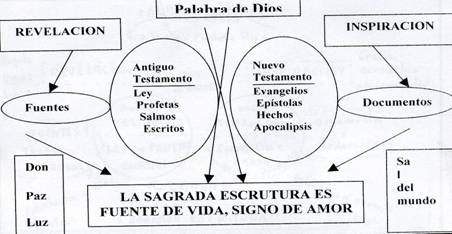 Palabra de Dios
REVELACION
INSPIRACION
Antiguo
Testamento
Ley
Profetas
Salmos
Escritos
Nuevo
Testamento
Evangelios
Epístolas
Hechos
Apocalipsis
Fuentes
Documentos
Don
Paz
Luz
LA SAGRADA ESCRUTURA ES
FUENTE DE VIDA, SIGNO DE AMOR
Sa
l
del
mundo